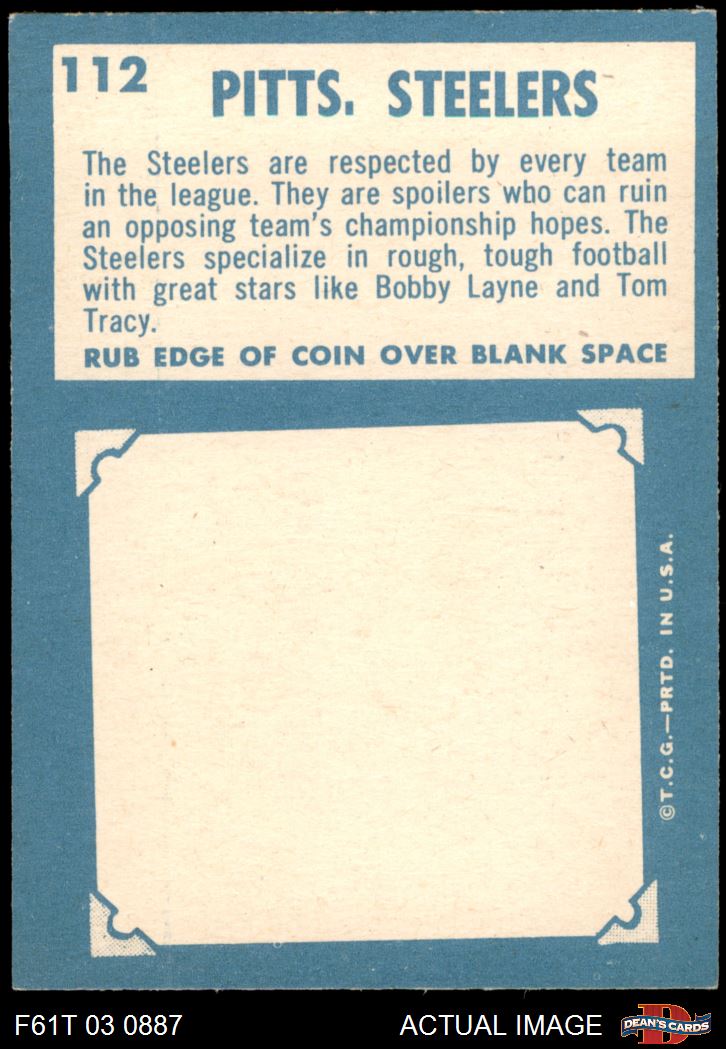 112
PITTS. STEELERS
The Steelers are respected by every team
in the league. They are spoilers who can ruin
an opposing team's championship hopes. The
Steelers specialize in rough, tough football
with great stars like Bobby Layne and Tom
Tracy.
RUB EDGE OF COIN OVER BLANK SPACE
©T.C.G.—PRTD. IN U.S.A.
F61T 03 0887
ACTUAL IMAGE
D
DEAN'S CARDS